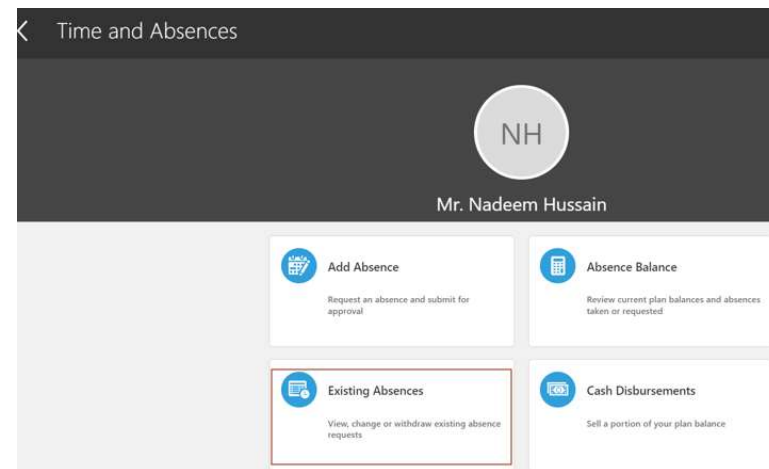 Time and Absences
NH
Mr. Nadeem Hussain
Add Absence
Request an absence and submit for
approval
Absence Balance
Review current plan balances and absences
taken or requested
Existing Absences
View, change or withdraw existing absence
requests
Cash Disbursements
Sell a portion of your plan balance